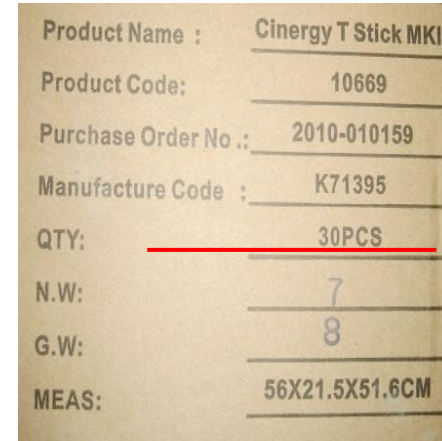 Product Name : Cinergy T Stick MKI
Product Code: 10669
Purchase Order No .: 2010-010159
Manufacture Code : K71395
QTY: 30PCS
N.W: 7
G.W: 8
MEAS: 56X21.5X51.6CM